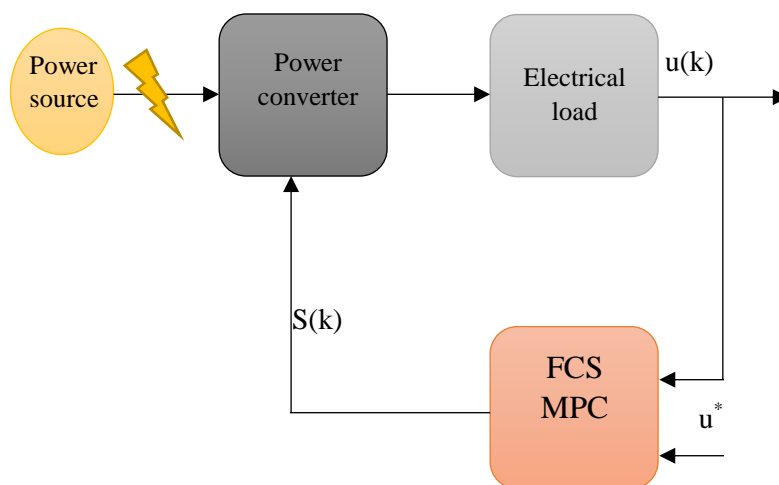 Power
source
Power
converter
Electrical
load
u(k)
S(k)
FCS
MPC
u*